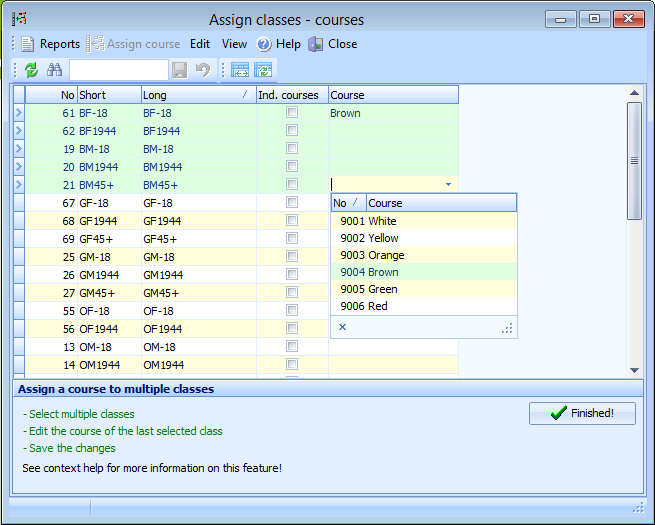 Assign classes - courses
Reports Assign course Edit View Help Close
No Short Long Ind. courses Course
61 BF-18 BF-18 Brown
62 BF1944 BF1944
19 BM-18 BM-18
20 BM1944 BM1944
21 BM45+ BM45+
67 GF-18 GF-18
68 GF1944 GF1944
69 GF45+ GF45+
25 GM-18 GM-18
26 GM1944 GM1944
27 GM45+ GM45+
55 OF-18 OF-18
56 OF1944 OF1944
13 OM-18 OM-18
14 OM1944 OM1944
No Course
9001 White
9002 Yellow
9003 Orange
9004 Brown
9005 Green
9006 Red
Assign a course to multiple classes
- Select multiple classes
- Edit the course of the last selected class
- Save the changes
See context help for more information on this feature!
Finished!